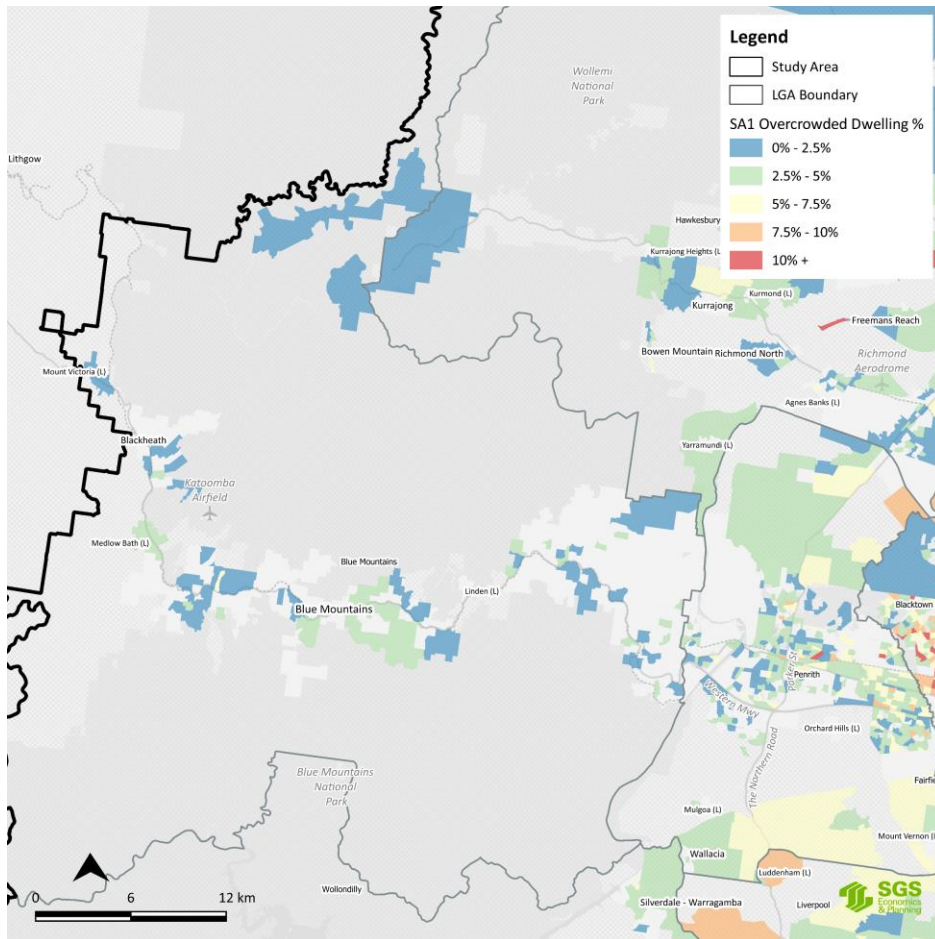 Legend
Study Area
LGA Boundary
SA1 Overcrowded Dwelling %
0% - 2.5%
2.5% - 5%
5% - 7.5%
7.5% - 10%
10% +
Wollemi
National
Park
Lithgow
Hawkesbury
Kurrajong Heights (L
Kurmond (L)
Kurrajong
Freemans Reach
Bowen Mountain
Richmond North
Richmond
Aerodrome
Mount Victoria (L)
Agnes Banks (L)
Blackheath
Yarramundi (L)
Katoomba
Airfield
Medlow Bath (L)
Blue Mountains
Linden (L)
Blue Mountains
Blacktown
Parker St
Penrith
Western Mwy
Orchard Hills (L)
The Northern Road
Blue Mountains
National
Park
Fairfie
Mulgoa (L)
Mount Vernon (L
Wallacia
Luddenham (L)
Wollondilly
Silverdale - Warragamba
Liverpool
0 6 12 km
SGS
Economics
& Planning